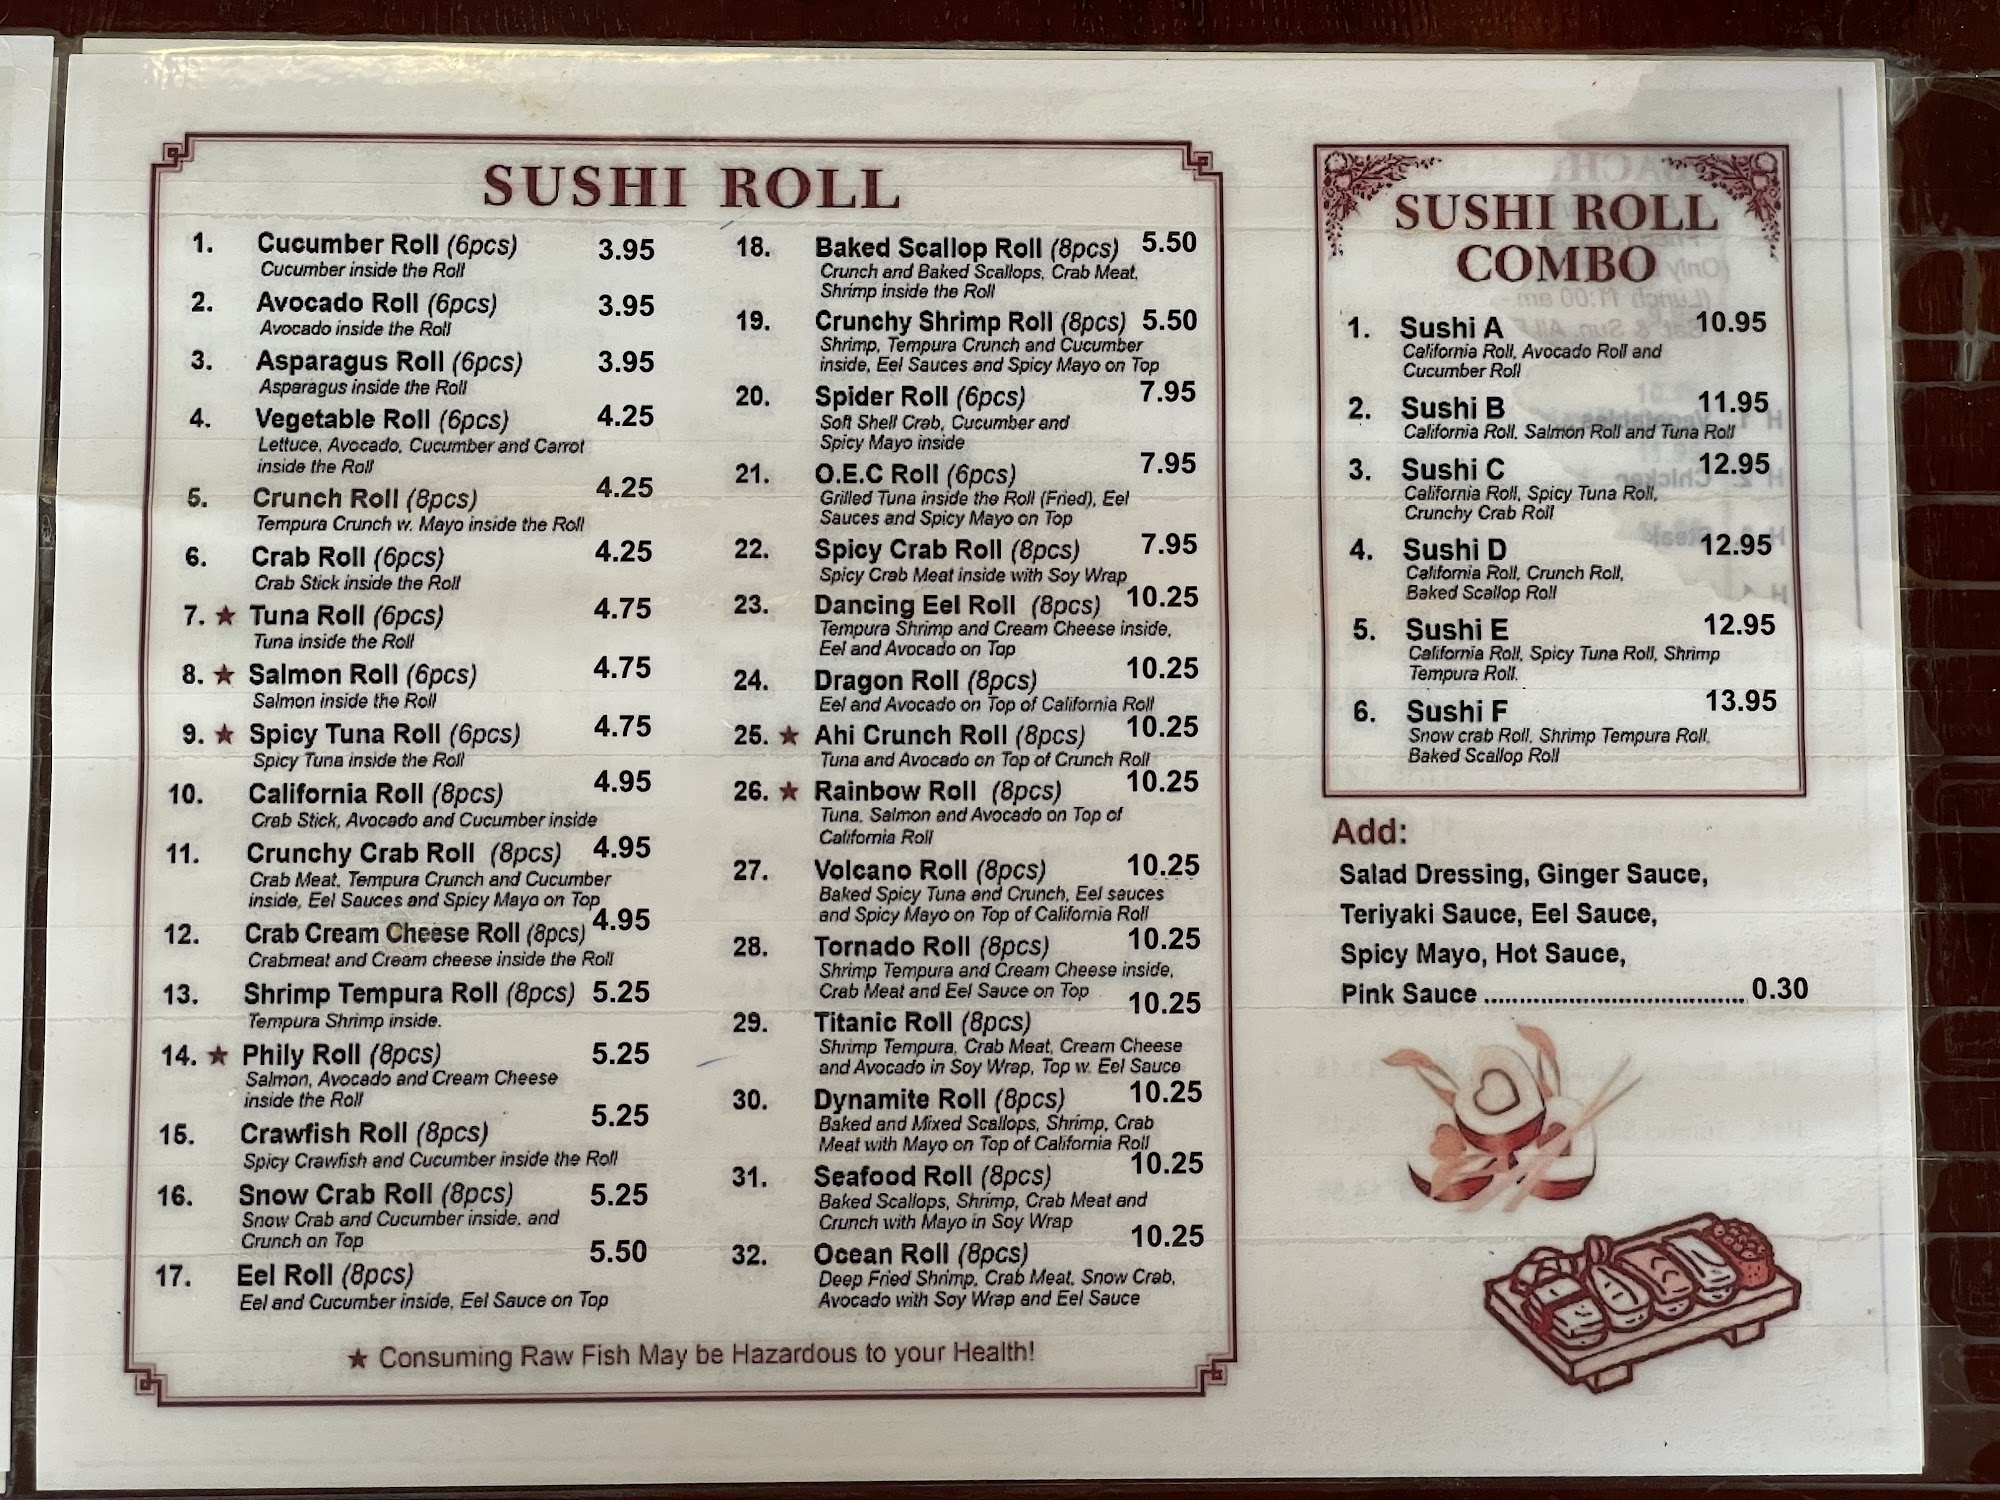 SUSHI ROLL
1. Cucumber Roll (6pcs) 3.95
Cucumber inside the Roll
2. Avocado Roll (6pcs) 3.95
Avocado inside the Roll
3. Asparagus Roll (6pcs) 3.95
Asparagus inside the Roll
4. Vegetable Roll (6pcs) 4.25
Lettuce, Avocado, Cucumber and Carrot
inside the Roll
5. Crunch Roll (8pcs) 4.25
Tempura Crunch w. Mayo inside the Roll
6. Crab Roll (6pcs) 4.25
Crab Stick inside the Roll
7. ★ Tuna Roll (6pcs) 4.75
Tuna inside the Roll
8. ★ Salmon Roll (6pcs) 4.75
Salmon inside the Roll
9. ★ Spicy Tuna Roll (6pcs) 4.75
Spicy Tuna inside the Roll
10. California Roll (8pcs) 4.95
Crab Stick, Avocado and Cucumber inside
11. Crunchy Crab Roll (8pcs) 4.95
Crab Meat, Tempura Crunch and Cucumber
inside, Eel Sauces and Spicy Mayo on Top
12. Crab Cream Cheese Roll (8pcs) 4.95
Crabmeat and Cream cheese inside the Roll
13. Shrimp Tempura Roll (8pcs) 5.25
Tempura Shrimp inside.
14. ★ Phily Roll (8pcs) 5.25
Salmon, Avocado and Cream Cheese
inside the Roll
15. Crawfish Roll (8pcs) 5.25
Spicy Crawfish and Cucumber inside the Roll
16. Snow Crab Roll (8pcs) 5.25
Snow Crab and Cucumber inside, and
Crunch on Top
17. Eel Roll (8pcs) 5.50
Eel and Cucumber inside, Eel Sauce on Top
18. Baked Scallop Roll (8pcs) 5.50
Crunch and Baked Scallops, Crab Meat,
Shrimp inside the Roll
19. Crunchy Shrimp Roll (8pcs) 5.50
Shrimp, Tempura Crunch and Cucumber
inside, Eel Sauces and Spicy Mayo on Top
20. Spider Roll (6pcs) 7.95
Soft Shell Crab, Cucumber and
Spicy Mayo inside
21. O.E.C Roll (6pcs) 7.95
Grilled Tuna inside the Roll (Fried), Eel
Sauces and Spicy Mayo on Top
22. Spicy Crab Roll (8pcs) 7.95
Spicy Crab Meat inside with Soy Wrap
23. Dancing Eel Roll (8pcs) 10.25
Tempura Shrimp and Cream Cheese inside,
Eel and Avocado on Top
24. Dragon Roll (8pcs) 10.25
Eel and Avocado on Top of California Roll
25. ★ Ahi Crunch Roll (8pcs) 10.25
Tuna and Avocado on Top of Crunch Roll
26. ★ Rainbow Roll (8pcs) 10.25
Tuna, Salmon and Avocado on Top of
California Roll
27. Volcano Roll (8pcs) 10.25
Baked Spicy Tuna and Crunch, Eel sauces
and Spicy Mayo on Top of California Roll
28. Tornado Roll (8pcs) 10.25
Shrimp Tempura and Cream Cheese inside,
Crab Meat and Eel Sauce on Top
29. Titanic Roll (8pcs) 10.25
Shrimp Tempura, Crab Meat, Cream Cheese
and Avocado in Soy Wrap, Top w. Eel Sauce
30. Dynamite Roll (8pcs) 10.25
Baked and Mixed Scallops, Shrimp, Crab
Meat with Mayo on Top of California Roll
31. Seafood Roll (8pcs) 10.25
Baked Scallops, Shrimp, Crab Meat and
Crunch with Mayo in Soy Wrap
32. Ocean Roll (8pcs) 10.25
Deep Fried Shrimp, Crab Meat, Snow Crab,
Avocado with Soy Wrap and Eel Sauce
★ Consuming Raw Fish May be Hazardous to your Health!
SUSHI ROLL
COMBO
1. Sushi A 10.95
California Roll, Avocado Roll and
Cucumber Roll
2. Sushi B 11.95
California Roll, Salmon Roll and Tuna Roll
3. Sushi C 12.95
California Roll, Spicy Tuna Roll,
Crunchy Crab Roll
4. Sushi D 12.95
California Roll, Crunch Roll,
Baked Scallop Roll
5. Sushi E 12.95
California Roll, Spicy Tuna Roll, Shrimp
Tempura Roll.
6. Sushi F 13.95
Snow crab Roll, Shrimp Tempura Roll,
Baked Scallop Roll
Add:
Salad Dressing, Ginger Sauce,
Teriyaki Sauce, Eel Sauce,
Spicy Mayo, Hot Sauce,
Pink Sauce ..................................... 0.30